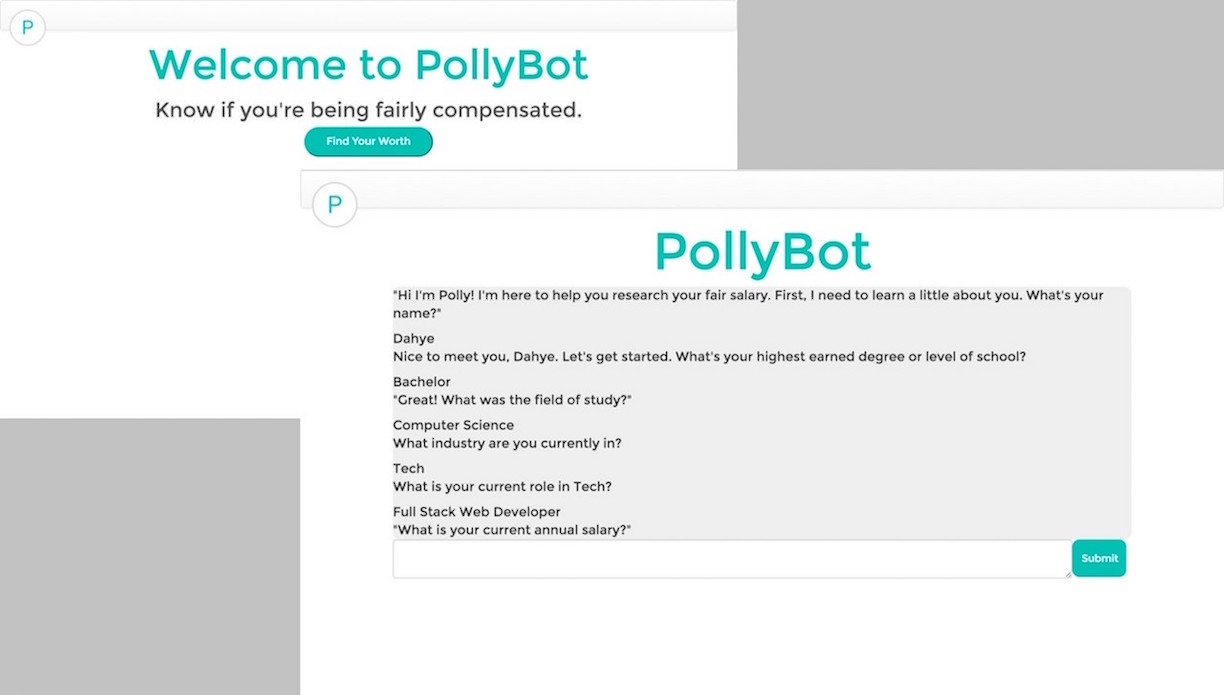 P
Welcome to PollyBot
Know if you're being fairly compensated.
Find Your Worth
P
PollyBot
"Hi I'm Polly! I'm here to help you research your fair salary. First, I need to learn a little about you. What's your
name?"
Dahye
Nice to meet you, Dahye. Let's get started. What's your highest earned degree or level of school?
Bachelor
"Great! What was the field of study?"
Computer Science
What industry are you currently in?
Tech
What is your current role in Tech?
Full Stack Web Developer
"What is your current annual salary?"
Submit